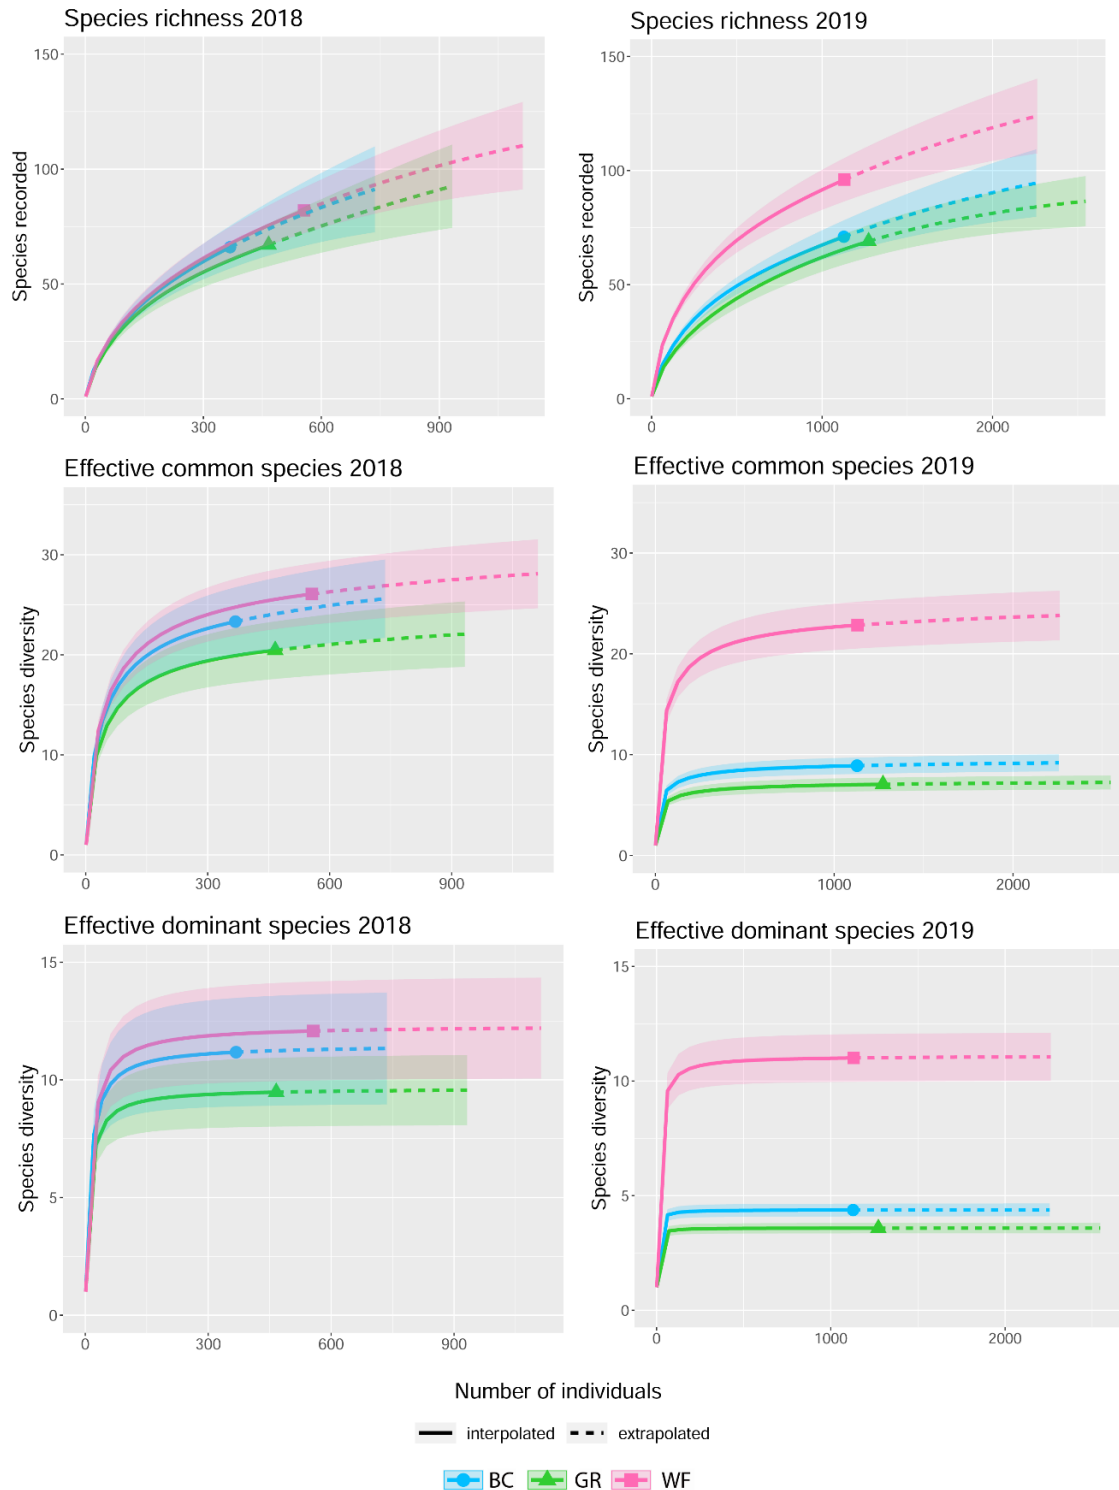 Species richness 2018
Species recorded
150
100
50
0
0 300 600 900
Species richness 2019
Species recorded
150
100
50
0
0 1000 2000
Effective common species 2018
Species diversity
30
20
10
0
0 300 600 900
Effective common species 2019
Species diversity
30
20
10
0
0 1000 2000
Effective dominant species 2018
Species diversity
15
10
5
0
0 300 600 900
Effective dominant species 2019
Species diversity
15
10
5
0
0 1000 2000
Number of individuals
interpolated extrapolated
BC GR WF